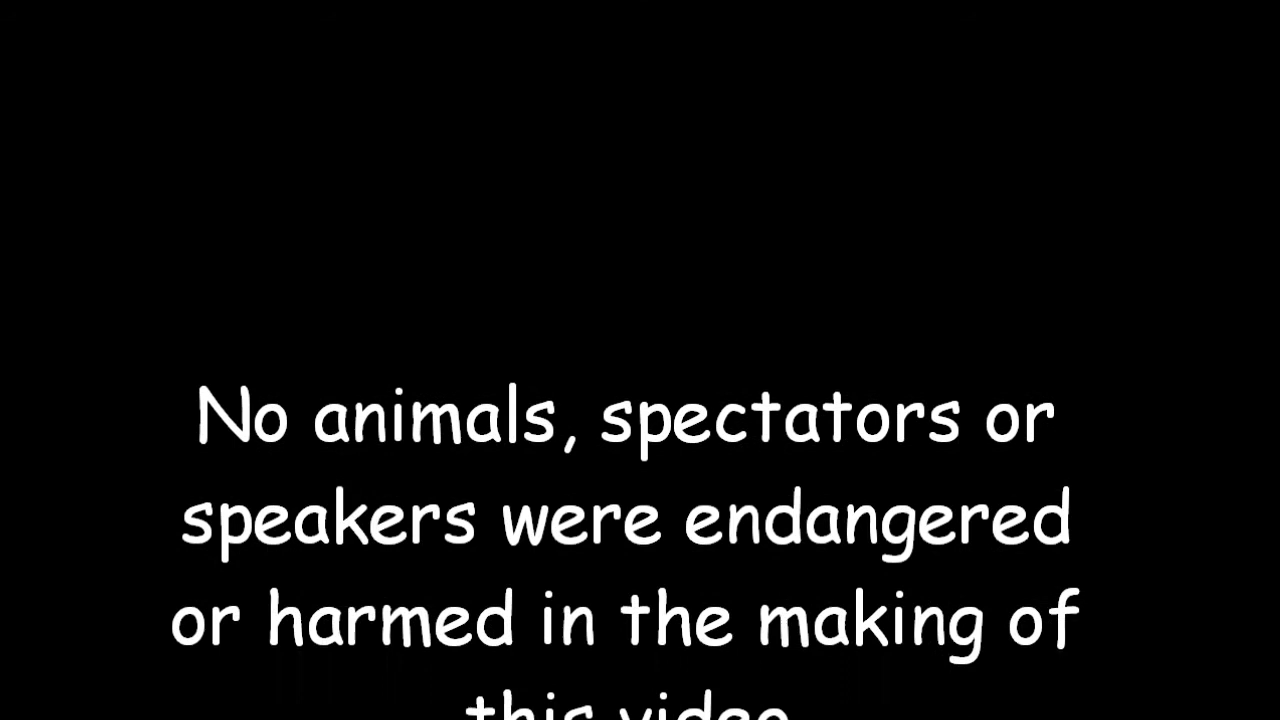 No animals, spectators or
speakers were endangered
or harmed in the making of
this video